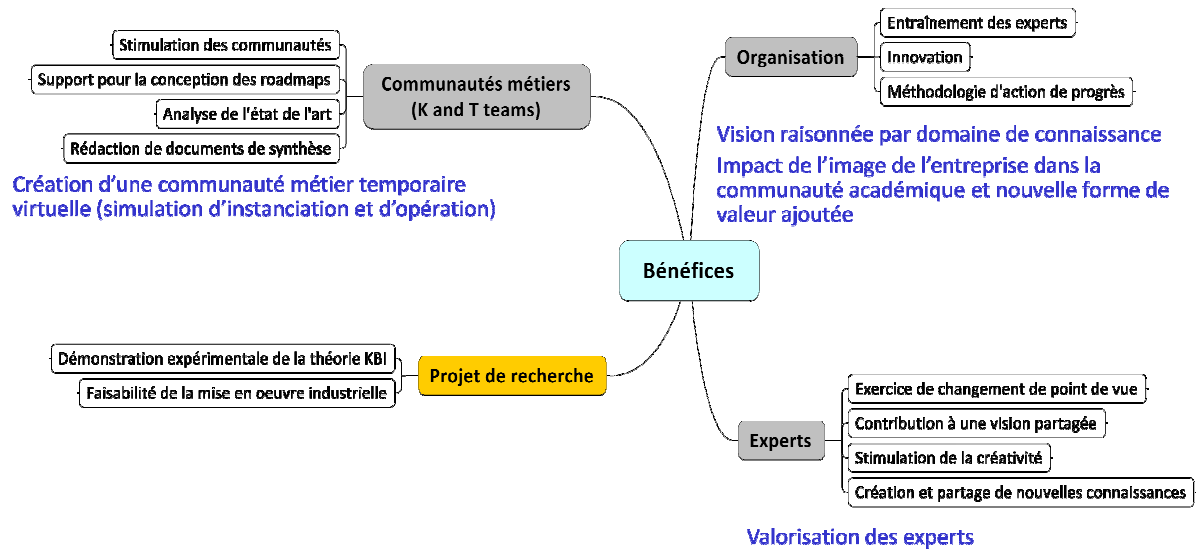 Stimulation des communautés
Support pour la conception des roadmaps
Analyse de l'état de l'art
Rédaction de documents de synthèse
Communautés métiers
(K and T teams)
Création d’une communauté métier temporaire
virtuelle (simulation d’instanciation et d’opération)
Organisation
Entraînement des experts
Innovation
Méthodologie d'action de progrès
Vision raisonnée par domaine de connaissance
Impact de l’image de l’entreprise dans la
communauté académique et nouvelle forme de
valeur ajoutée
Bénéfices
Démonstration expérimentale de la théorie KBI
Faisabilité de la mise en oeuvre industrielle
Projet de recherche
Experts
Exercice de changement de point de vue
Contribution à une vision partagée
Stimulation de la créativité
Création et partage de nouvelles connaissances
Valorisation des experts